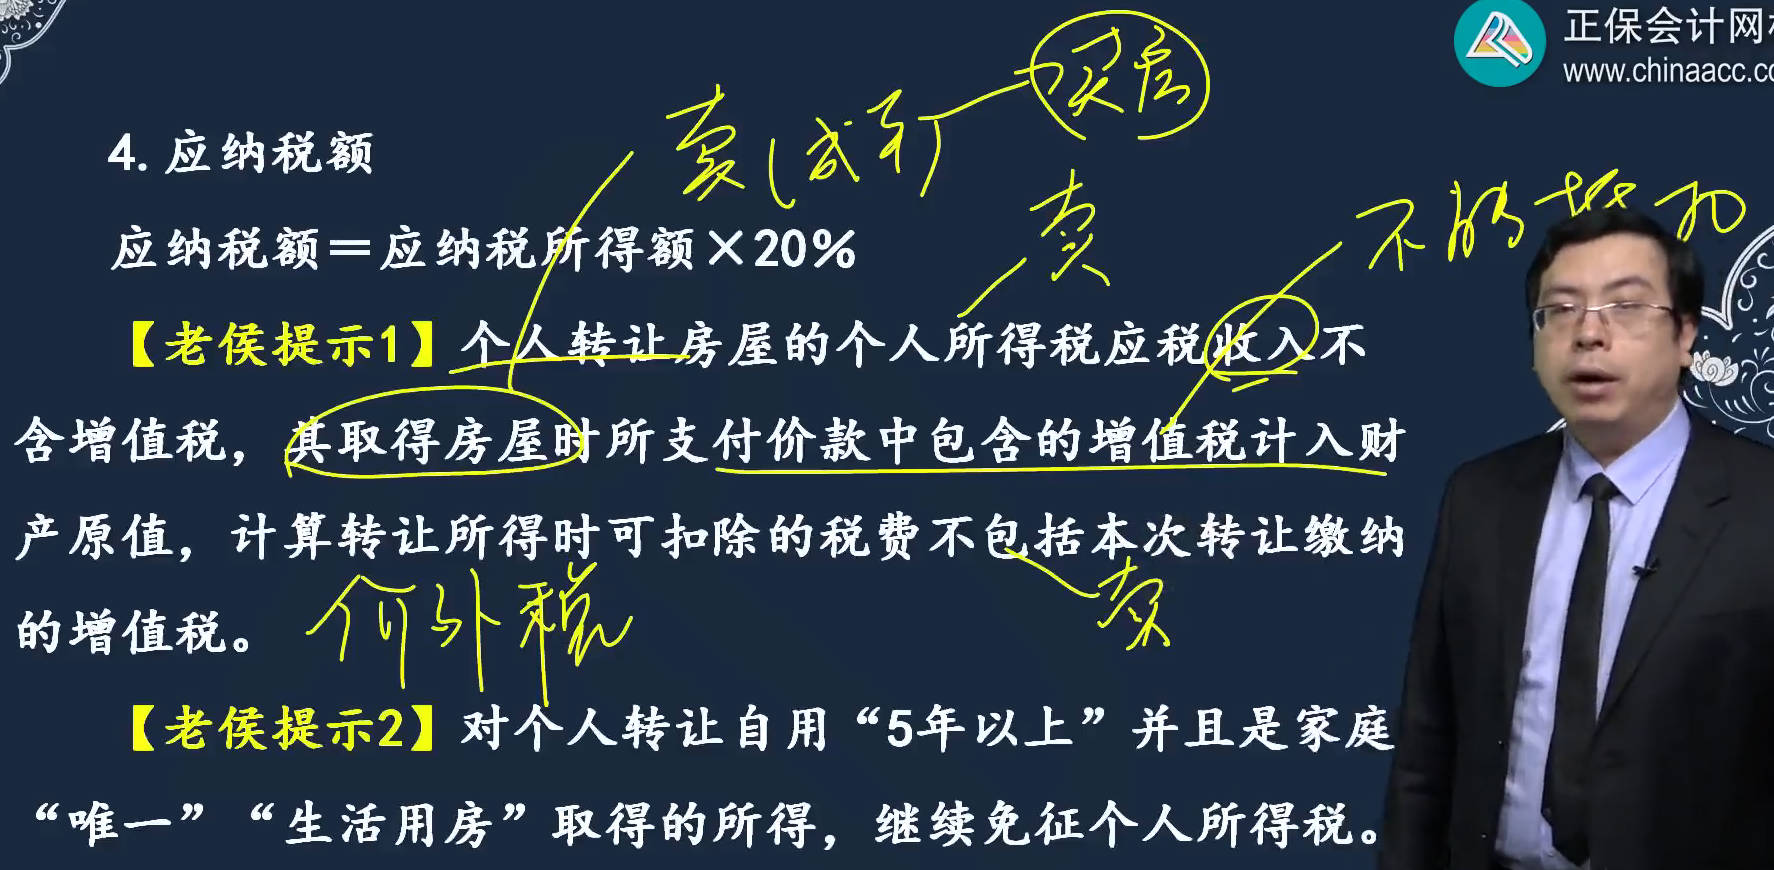 正保会计网
www.chinaacc.co
买房
卖
不能抵扣
4. 应纳税额
应纳税额＝应纳税所得额×20%
卖
【老侯提示1】个人转让房屋的个人所得税应税收入不
含增值税，其取得房屋时所支付价款中包含的增值税计入财
产原值，计算转让所得时可扣除的税费不包括本次转让缴纳
的增值税。
价外税
卖
【老侯提示2】对个人转让自用“5年以上”并且是家庭
“唯一”“生活用房”取得的所得，继续免征个人所得税。